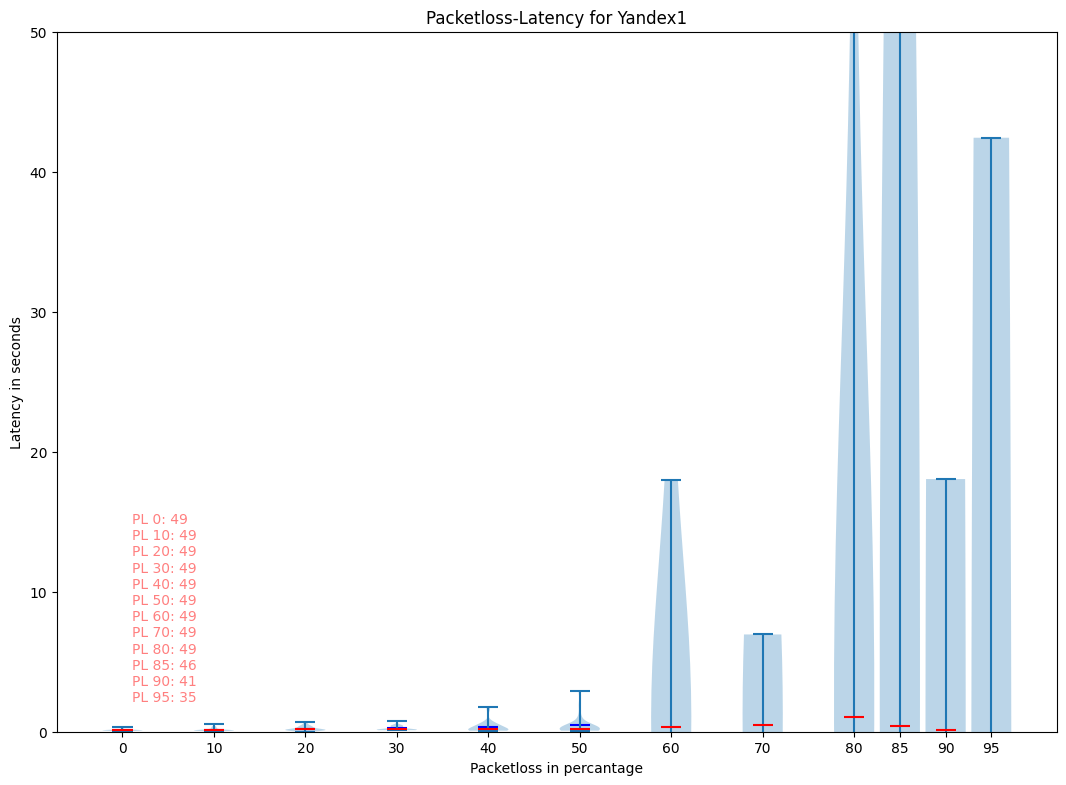 Packetloss-Latency for Yandex1
50
40
30
20
10
0
Latency in seconds
PL 0: 49
PL 10: 49
PL 20: 49
PL 30: 49
PL 40: 49
PL 50: 49
PL 60: 49
PL 70: 49
PL 80: 49
PL 85: 46
PL 90: 41
PL 95: 35
0 10 20 30 40 50 60 70 80 85 90 95
Packetloss in percantage